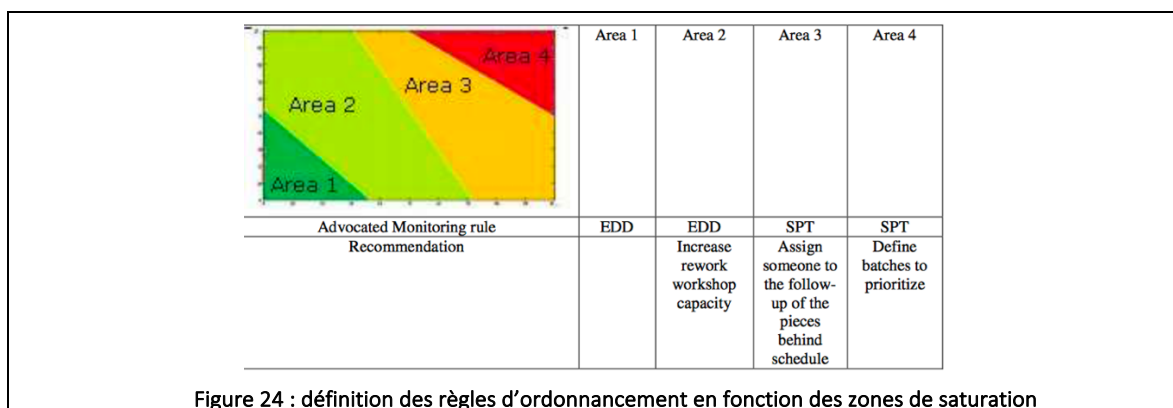 Area 1 Area 2 Area 3 Area 4
Area 4
Area 3
Area 2
Area 1
Advocated Monitoring rule EDD EDD SPT SPT
Recommendation Increase Assign Define
rework someone to batches to
workshop the follow- prioritize
capacity up of the
pieces
behind
schedule
Figure 24 : définition des règles d’ordonnancement en fonction des zones de saturation